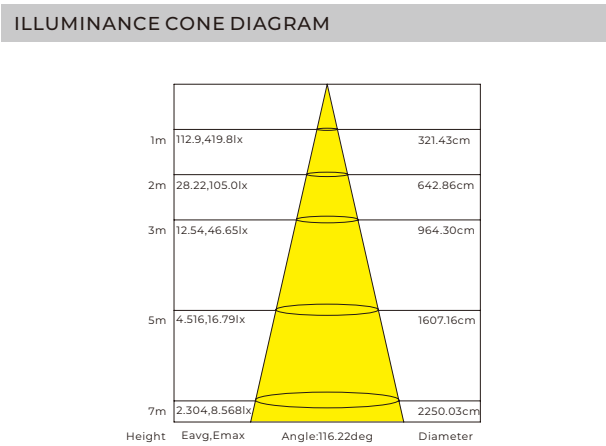 ILLUMINANCE CONE DIAGRAM
1m 112.9,419.8lx 321.43cm
2m 28.22,105.0lx 642.86cm
3m 12.54,46.65lx 964.30cm
5m 4.516,16.79lx 1607.16cm
7m 2.304,8.568lx 2250.03cm
Height Eavg,Emax Angle:116.22deg Diameter